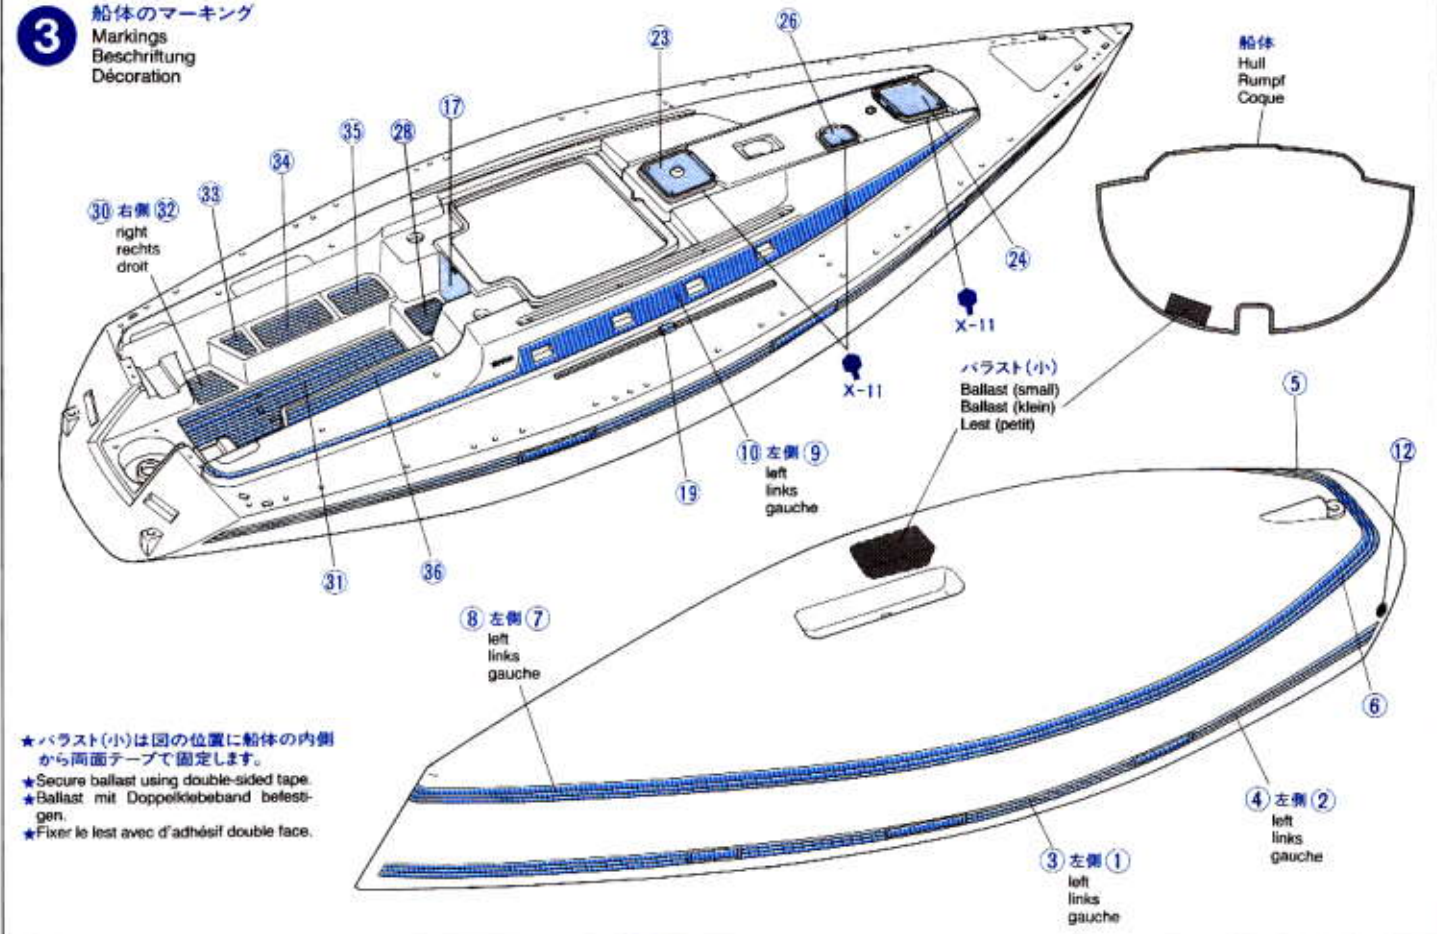 3
船体のマーキング
Markings
Beschriftung
Décoration
23
26
船体
Hull
Rumpf
Coque
17
35
28
34
33
30 右側 32
right
rechts
droit
24
X-11
X-11
バラスト(小)
Ballast (small)
Ballast (klein)
Lest (petit)
5
12
10 左側 9
left
links
gauche
19
31
36
8 左側 7
left
links
gauche
6
★バラスト(小)は図の位置に船体の内側
から両面テープで固定します。
★Secure ballast using double-sided tape.
★Ballast mit Doppelklebeband befesti-
gen.
★Fixer le lest avec d'adhésif double face.
4 左側 2
left
links
gauche
3 左側 1
left
links
gauche